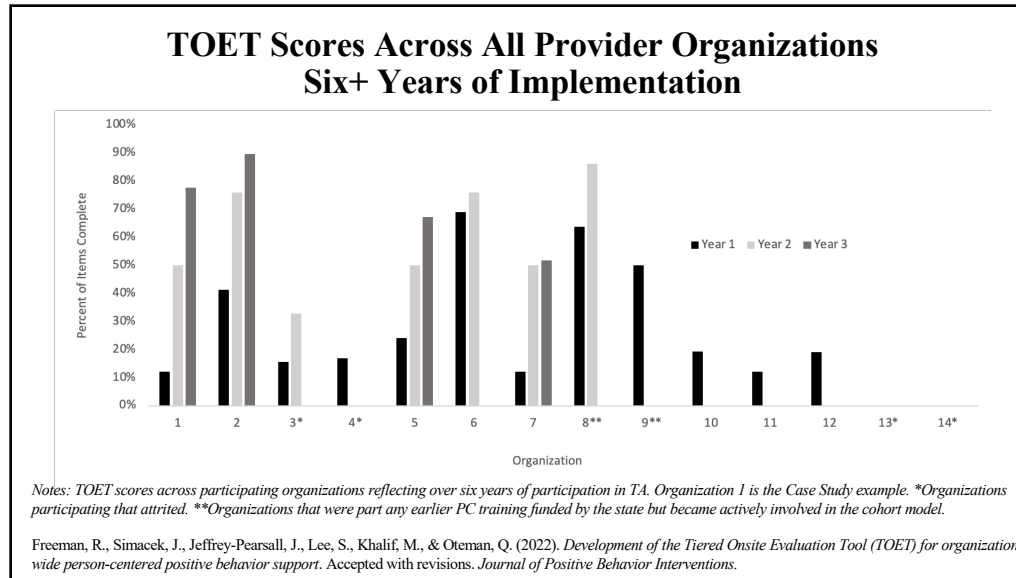 TOET Scores Across All Provider Organizations
Six+ Years of Implementation
100%
90%
80%
70%
60%
50%
40%
30%
20%
10%
0%
Percent of Items Complete
Year 1 Year 2 Year 3
1 2 3* 4* 5 6 7 8** 9** 10 11 12 13* 14*
Organization
Notes: TOET scores across participating organizations reflecting over six years of participation in TA. Organization 1 is the Case Study example. *Organizations
participating that attrited. **Organizations that were part any earlier PC training funded by the state but became actively involved in the cohort model.
Freeman, R., Simacek, J., Jeffrey-Pearsall, J., Lee, S., Khalif, M., & Oteman, Q. (2022). Development of the Tiered Onsite Evaluation Tool (TOET) for organization
wide person-centered positive behavior support. Accepted with revisions. Journal of Positive Behavior Interventions.